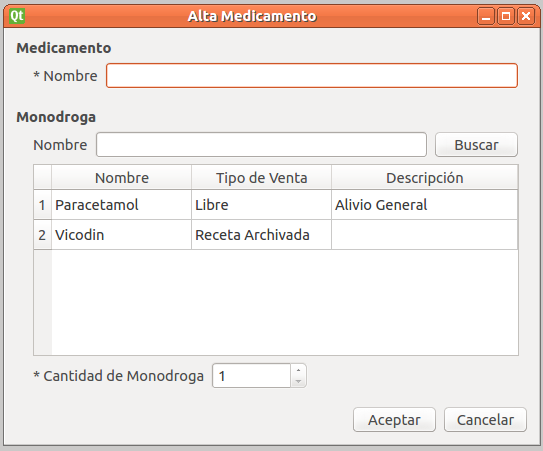 Qt Alta Medicamento
Medicamento
* Nombre
Monodroga
Nombre Buscar
Nombre Tipo de Venta Descripción
1 Paracetamol Libre Alivio General
2 Vicodin Receta Archivada
* Cantidad de Monodroga 1
Aceptar Cancelar